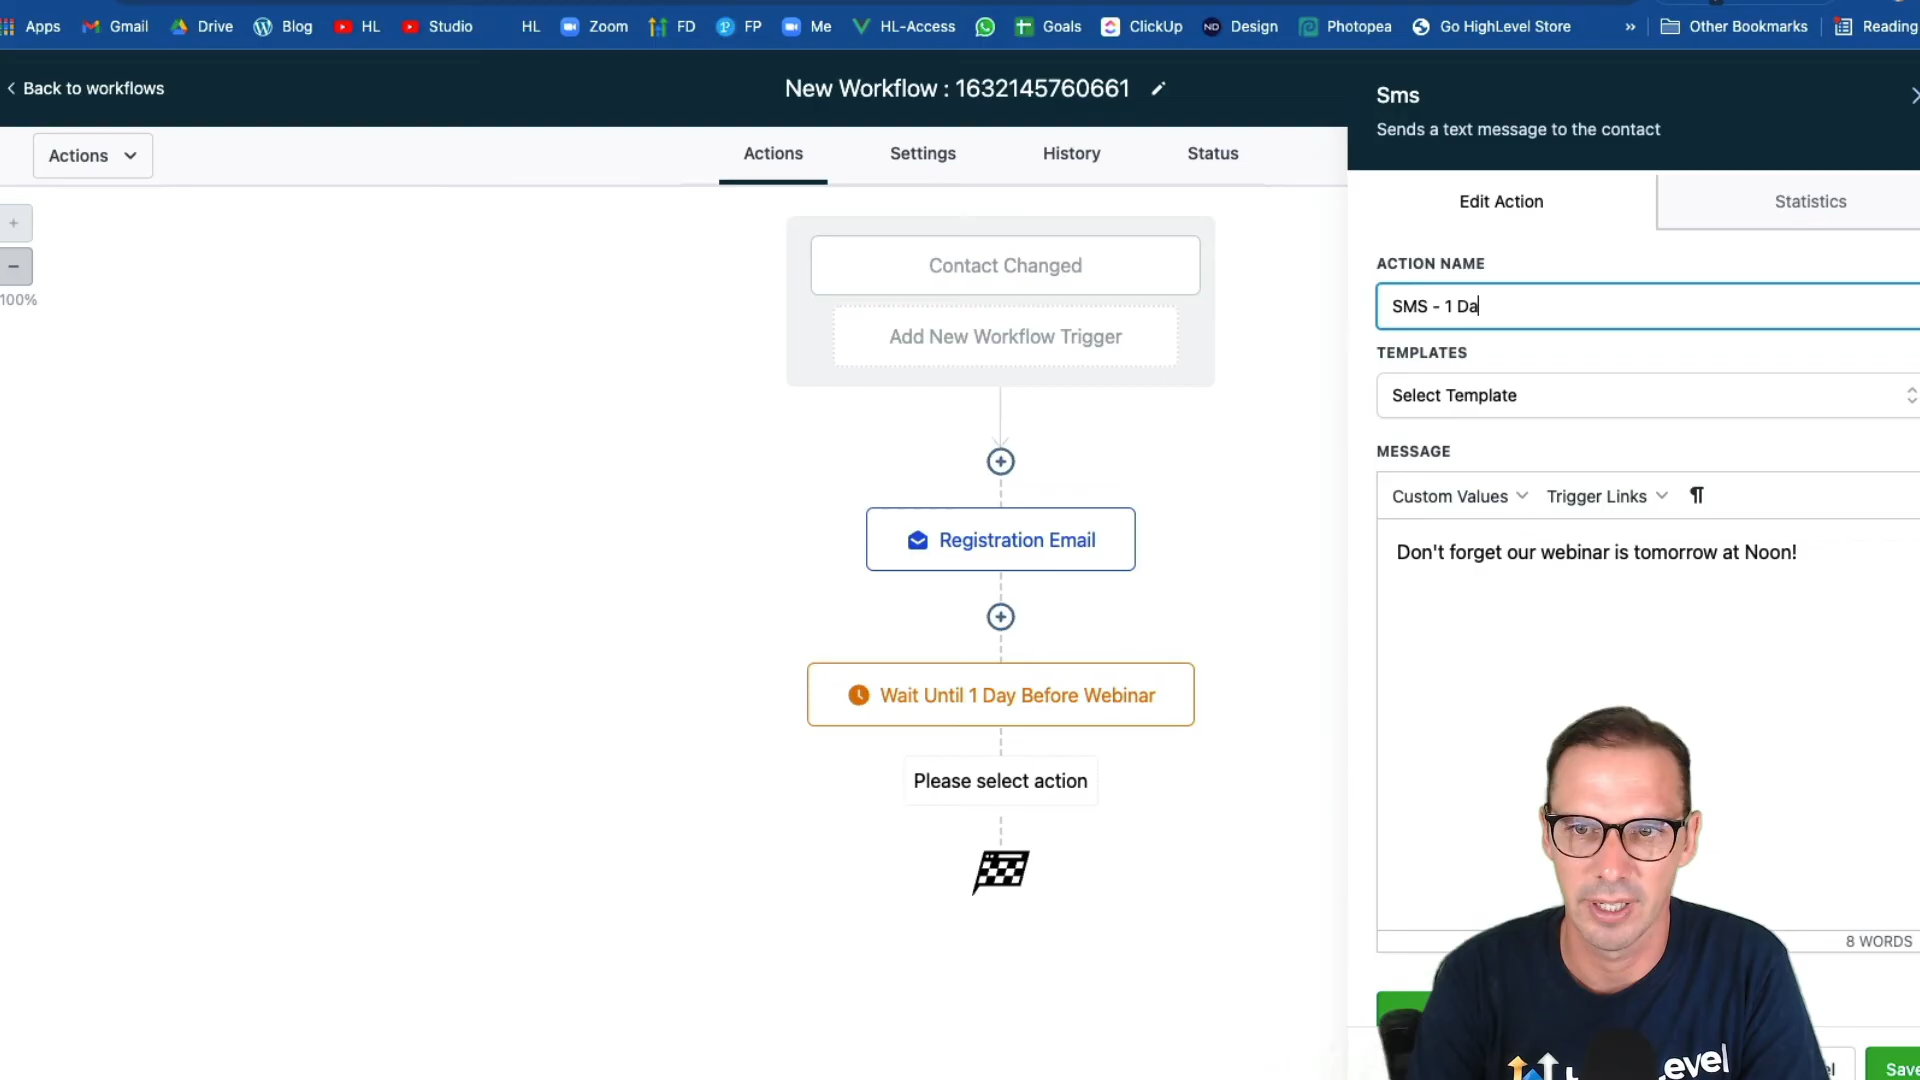 Apps Gmail Drive Blog HL Studio HL Zoom FD FP Me HL-Access Goals ClickUp ND Design Photopea Go HighLevel Store » Other Bookmarks Reading
Back to workflows
New Workflow : 1632145760661
Actions
Actions Settings History Status
+
−
100%
Contact Changed
Add New Workflow Trigger
Registration Email
Wait Until 1 Day Before Webinar
Please select action
Sms
Sends a text message to the contact
Edit Action Statistics
ACTION NAME
SMS - 1 Da
TEMPLATES
Select Template
MESSAGE
Custom Values Trigger Links ¶
Don't forget our webinar is tomorrow at Noon!
8 WORDS
Save